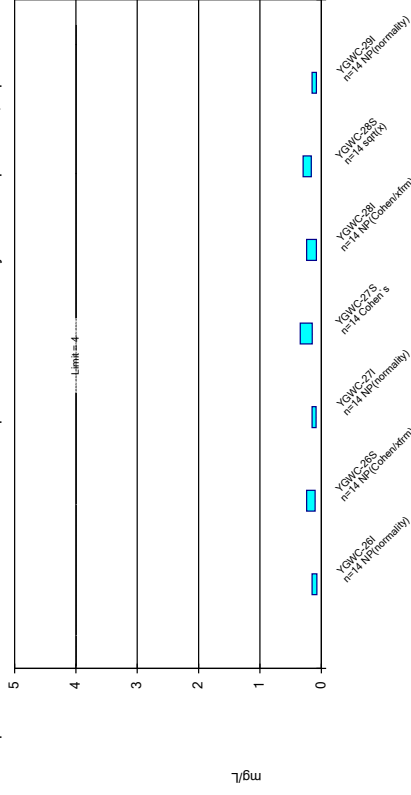 5
4
3
2
1
0
mg/L
Limit = 4
YGWC-26I
n=14 NP(normality)
YGWC-26S
n=14 NP(Cohen/xfrm)
YGWC-27I
n=14 NP(normality)
YGWC-27S
n=14 Cohen`s
YGWC-28I
n=14 NP(Cohen/xfrm)
YGWC-28S
n=14 sqrt(x)
YGWC-29I
n=14 NP(normality)